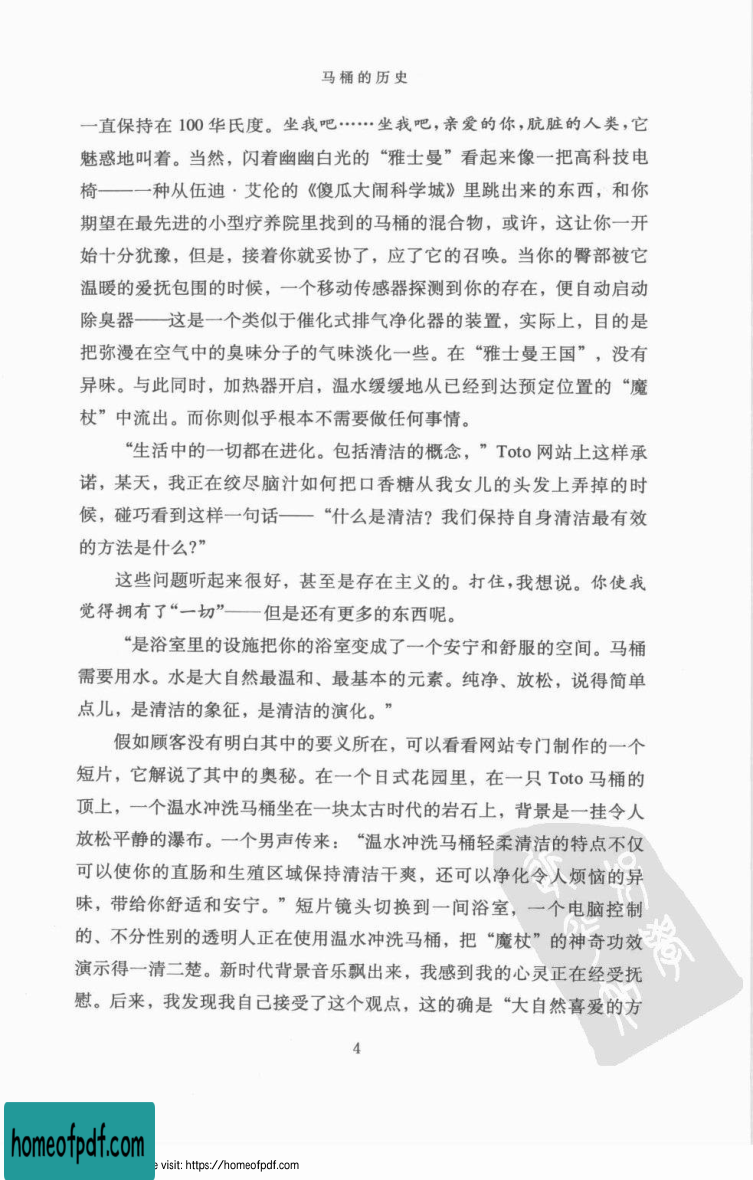 马桶的历史
一直保持在 100 华氏度。坐我吧……坐我吧，亲爱的你，肮脏的人类，它
魅惑地叫着。当然，闪着幽幽白光的“雅士曼”看起来像一把高科技电
椅——一种从伍迪·艾伦的《傻瓜大闹科学城》里跳出来的东西，和你
期望在最先进的小型疗养院里找到的马桶的混合物，或许，这让你一开
始十分犹豫，但是，接着你就妥协了，应了它的召唤。当你的臀部被它
温暖的爱抚包围的时候，一个移动传感器探测到你的存在，便自动启动
除臭器——这是一个类似于催化式排气净化器的装置，实际上，目的是
把弥漫在空气中的臭味分子的气味淡化一些。在“雅士曼王国”，没有
异味。与此同时，加热器开启，温水缓缓地从已经到达预定位置的“魔
杖”中流出。而你则似乎根本不需要做任何事情。
“生活中的一切都在进化。包括清洁的概念，”Toto 网站上这样承
诺，某天，我正在绞尽脑汁如何把口香糖从我女儿的头发上弄掉的时
候，碰巧看到这样一句话——“什么是清洁？我们保持自身清洁最有效
的方法是什么?”
这些问题听起来很好，甚至是存在主义的。打住，我想说。你使我
觉得拥有了“一切”——但是还有更多的东西呢。
“是浴室里的设施把你的浴室变成了一个安宁和舒服的空间。马桶
需要用水。水是大自然最温和、最基本的元素。纯净、放松，说得简单
点儿，是清洁的象征，是清洁的演化。”
假如顾客没有明白其中的要义所在，可以看看网站专门制作的一个
短片，它解说了其中的奥秘。在一个日式花园里，在一只 Toto 马桶的
顶上，一个温水冲洗马桶坐在一块太古时代的岩石上，背景是一挂令人
放松平静的瀑布。一个男声传来：“温水冲洗马桶轻柔清洁的特点不仅
可以使你的直肠和生殖区域保持清洁干爽，还可以净化令人烦恼的异
味，带给你舒适和安宁。”短片镜头切换到一间浴室，一个电脑控制
的、不分性别的透明人正在使用温水冲洗马桶，把“魔杖”的神奇功效
演示得一清二楚。新时代背景音乐飘出来，我感到我的心灵正在经受抚
慰。后来，我发现我自己接受了这个观点，这的确是“大自然喜爱的方
4
homeofpdf.com
e visit: https://homeofpdf.com